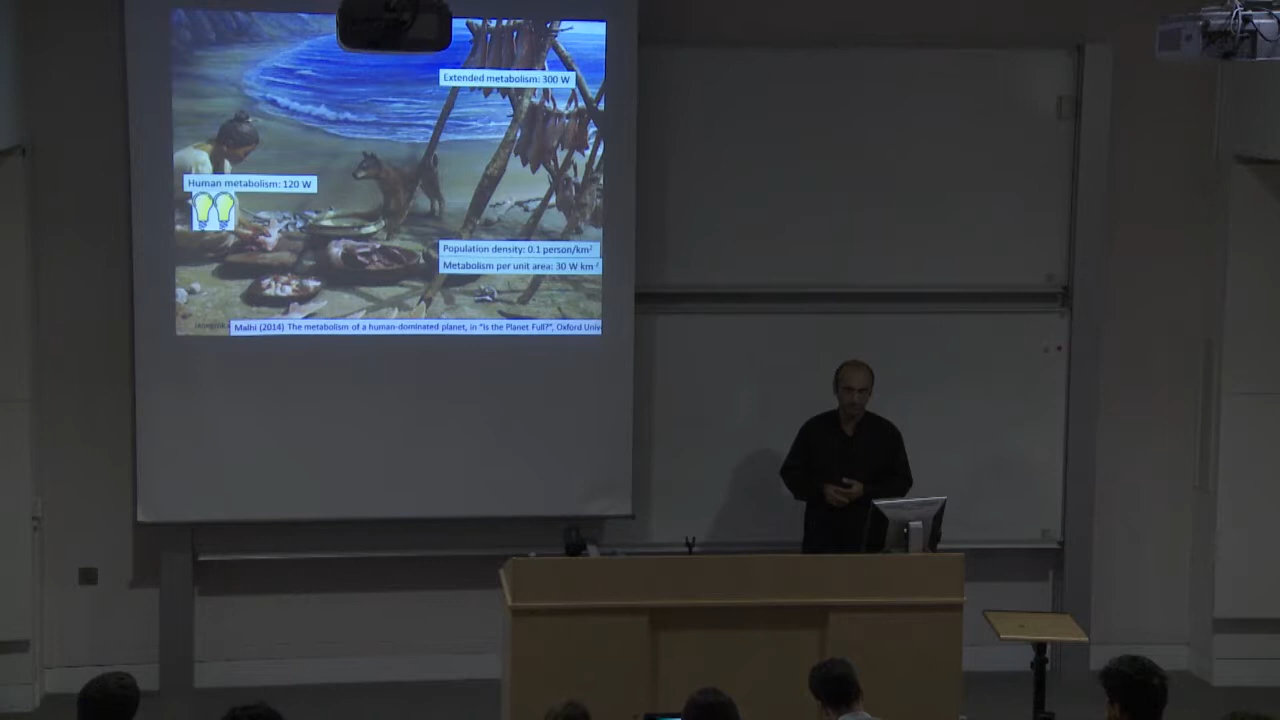 Extended metabolism: 300 W
Human metabolism: 120 W
Population density: 0.1 person/km²
Metabolism per unit area: 30 W km⁻²
Malhi (2014) The metabolism of a human-dominated planet, in "Is the Planet Full?", Oxford Univ